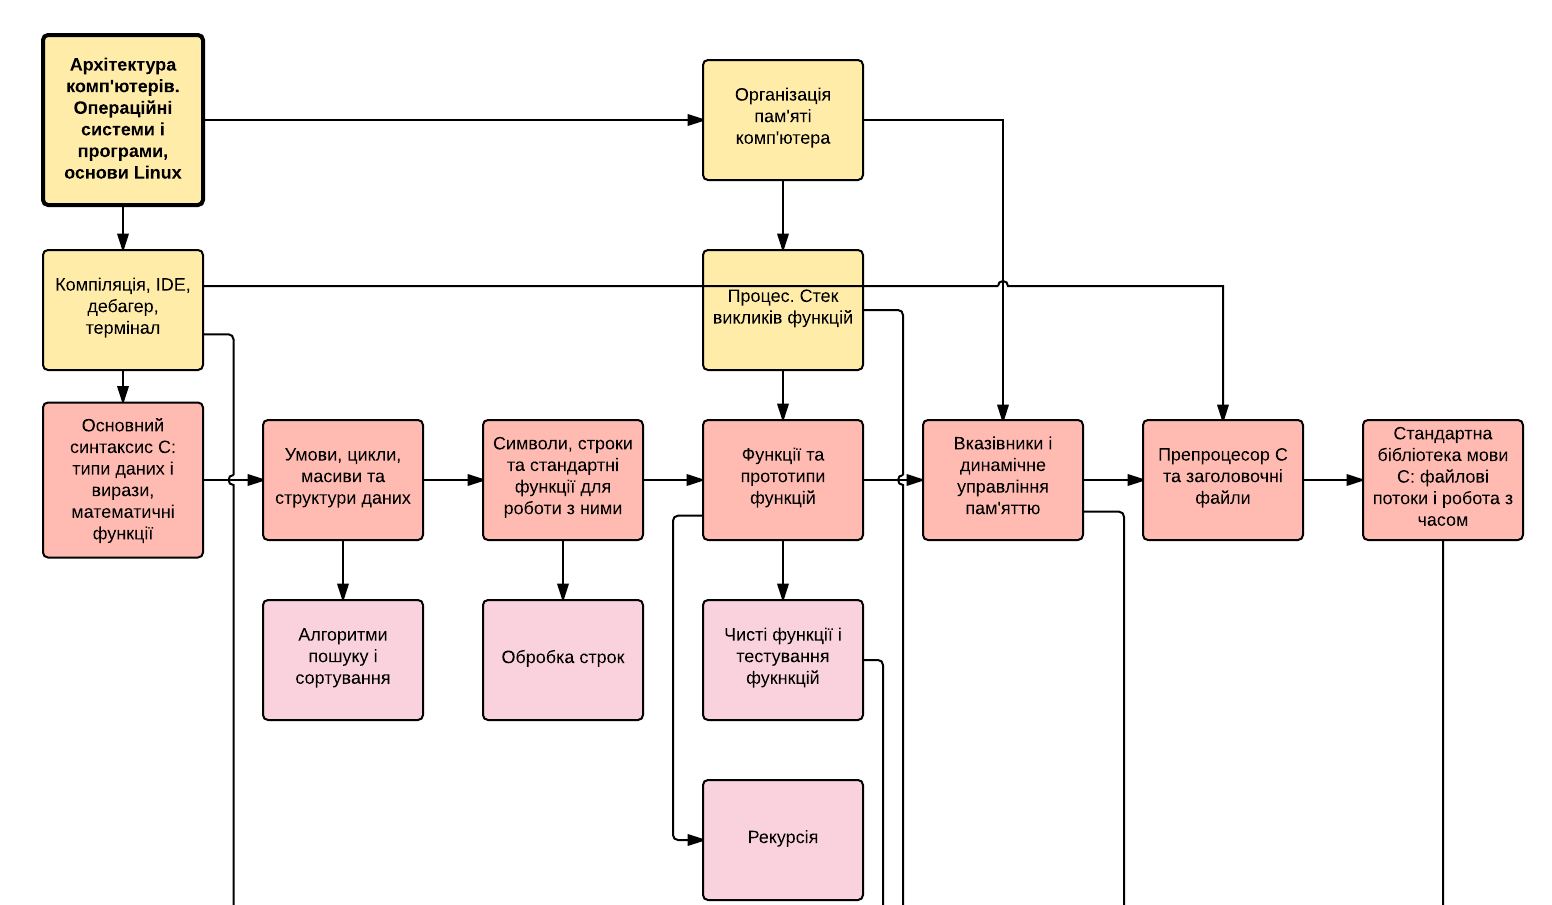 Архітектура
комп'ютерів.
Операційні
системи і
програми,
основи Linux
Організація
пам'яті
комп'ютера
Компіляція, IDE,
дебагер,
термінал
Процес. Стек
викликів функцій
Основний
синтаксис C:
типи даних і
вирази,
математичні
функції
Умови, цикли,
масиви та
структури даних
Символи, строки
та стандартні
функції для
роботи з ними
Функції та
прототипи
функцій
Вказівники і
динамічне
управління
пам'яттю
Препроцесор C
та заголовочні
файли
Стандартна
бібліотека мови
C: файлові
потоки і робота з
часом
Алгоритми
пошуку і
сортування
Обробка строк
Чисті функції і
тестування
фукнкцій
Рекурсія